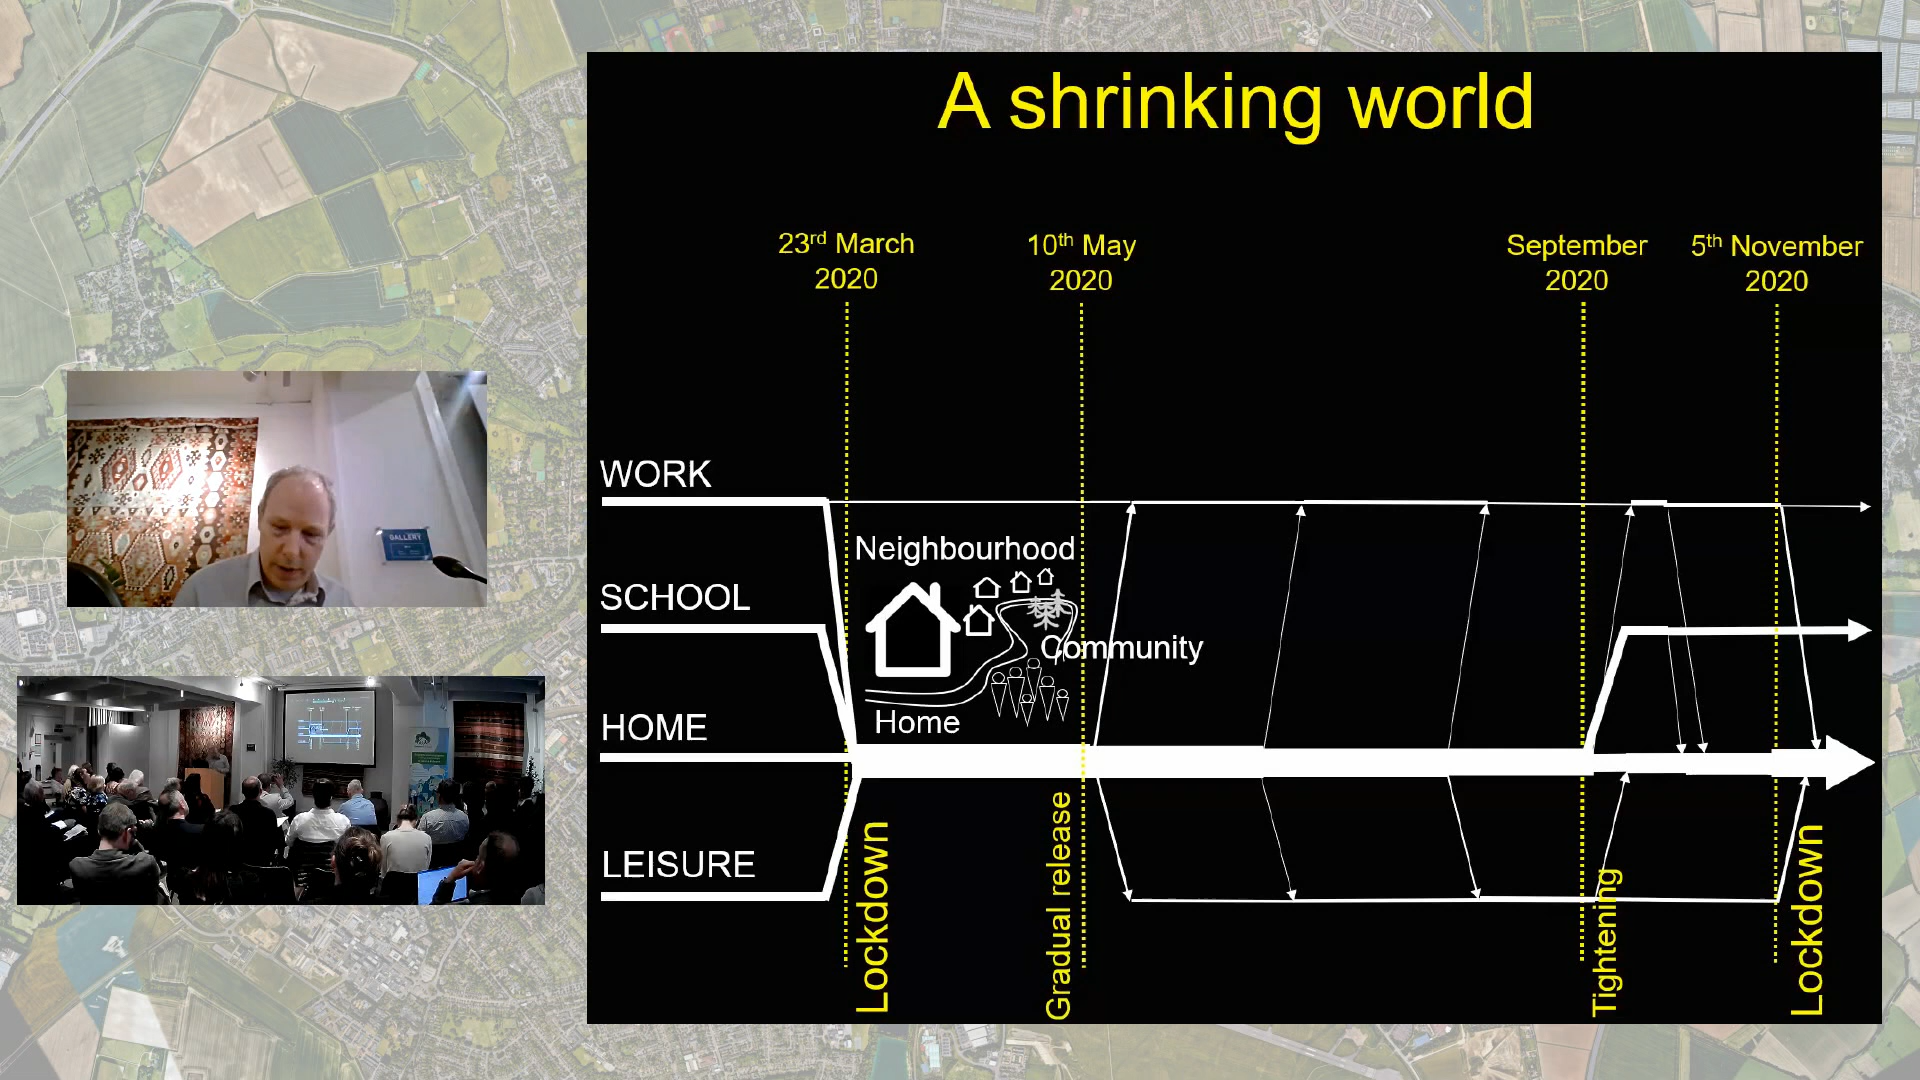 A shrinking world
23rd March
2020
10th May
2020
September
2020
5th November
2020
WORK
SCHOOL
HOME
LEISURE
Neighbourhood
Community
Home
Lockdown
Gradual release
Tightening
Lockdown
GALLERY